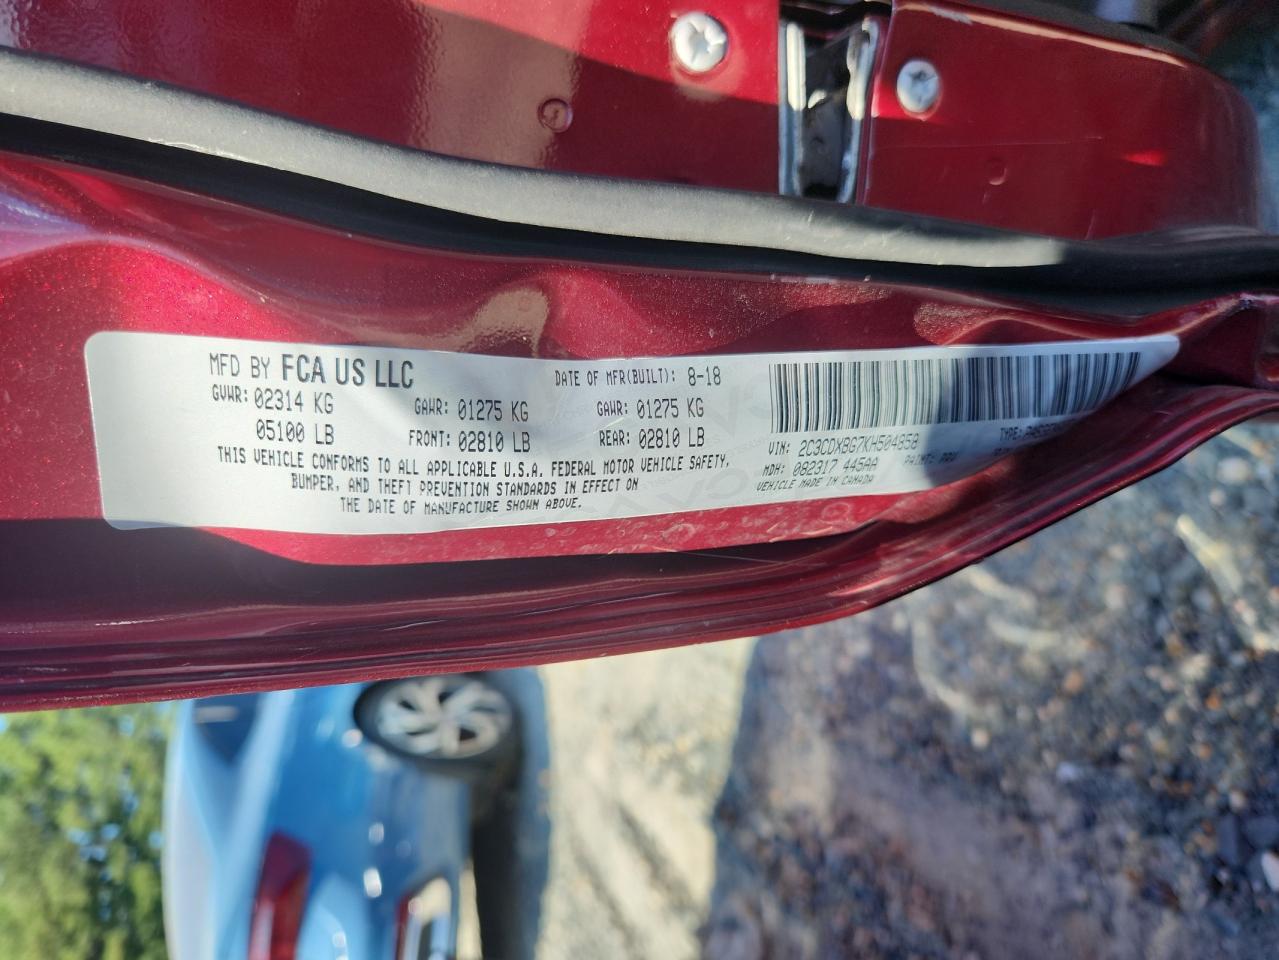 MFD BY FCA US LLC
DATE OF MFR(BUILT): 8-18
GVWR: 02314 KG GAWR: 01275 KG GAWR: 01275 KG
05100 LB FRONT: 02810 LB REAR: 02810 LB
THIS VEHICLE CONFORMS TO ALL APPLICABLE U.S.A. FEDERAL MOTOR VEHICLE SAFETY,
BUMPER, AND THEFT PREVENTION STANDARDS IN EFFECT ON
THE DATE OF MANUFACTURE SHOWN ABOVE.
VIN: 2C3CDXBG7KH504858 TYPE:
MDH: 082317 445AA PAINT: PRV
VEHICLE MADE IN CANADA